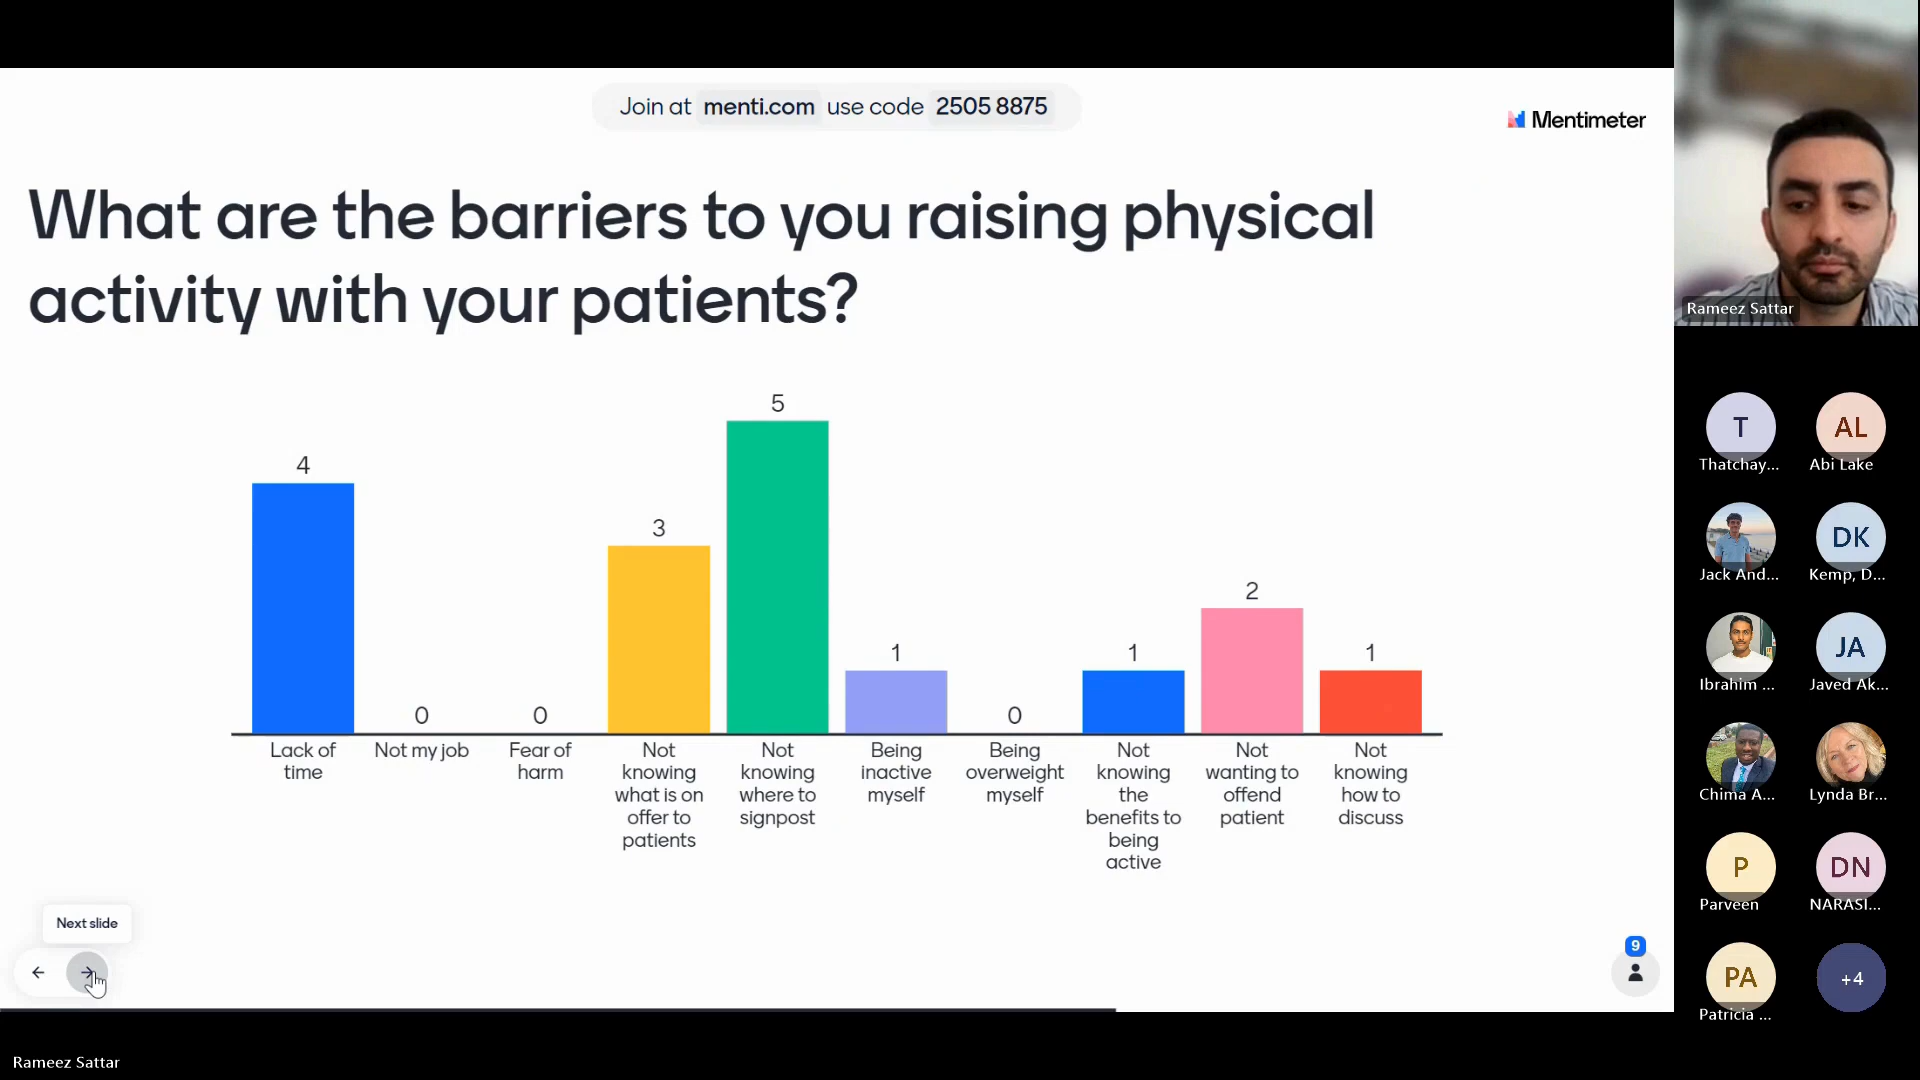 Join at menti.com use code 2505 8875
Mentimeter
What are the barriers to you raising physical
activity with your patients?
4
0
0
3
5
1
0
1
2
1
Lack of
time
Not my job
Fear of
harm
Not
knowing
what is on
offer to
patients
Not
knowing
where to
signpost
Being
inactive
myself
Being
overweight
myself
Not
knowing
the
benefits to
being
active
Not
wanting to
offend
patient
Not
knowing
how to
discuss
Next slide
9
Rameez Sattar
Rameez Sattar
T
Thatchay...
AL
Abi Lake
Jack And...
DK
Kemp, D...
Ibrahim ...
JA
Javed Ak...
Chima A...
Lynda Br...
P
Parveen
DN
NARASI...
PA
Patricia ...
+4